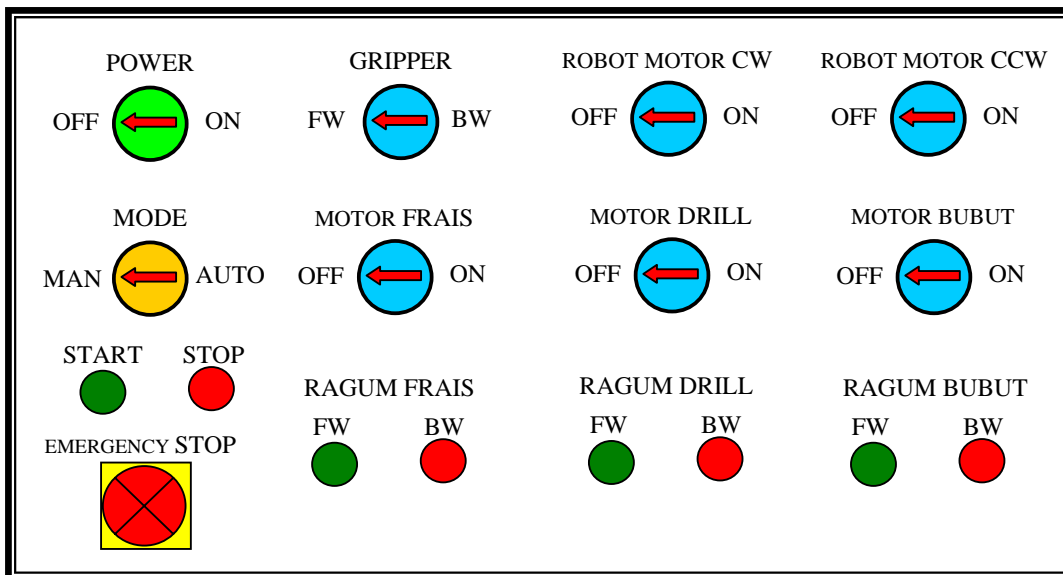 POWER
GRIPPER
ROBOT MOTOR CW
ROBOT MOTOR CCW
OFF ON
FW BW
OFF ON
OFF ON
MODE
MOTOR FRAIS
MOTOR DRILL
MOTOR BUBUT
MAN AUTO
OFF ON
OFF ON
OFF ON
START STOP
RAGUM FRAIS
RAGUM DRILL
RAGUM BUBUT
FW BW
FW BW
FW BW
EMERGENCY STOP